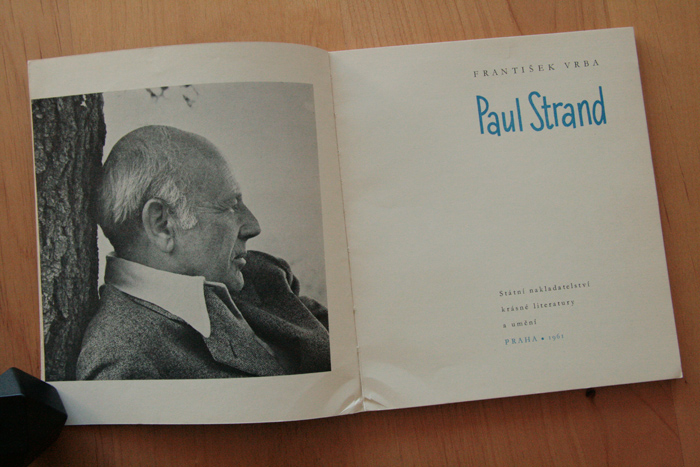 FRANTIŠEK VRBA
Paul Strand
Státní nakladatelství
krásné literatury
a umění
PRAHA • 1961